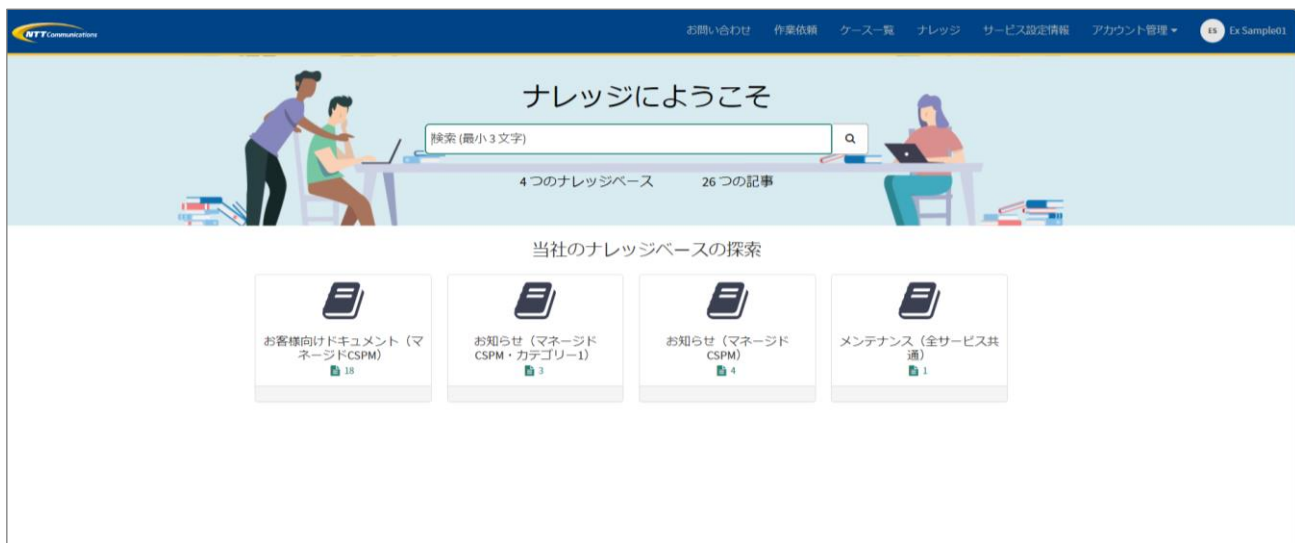 NTT Communications
お問い合わせ 作業依頼 ケース一覧 ナレッジ サービス設定情報 アカウント管理 ES Ex Sample01
ナレッジにようこそ
検索 (最小 3 文字)
4 つのナレッジベース 26 つの記事
当社のナレッジベースの探索
お客様向けドキュメント（マ
ネージドCSPM）
18
お知らせ（マネージド
CSPM・カテゴリー1）
3
お知らせ（マネージド
CSPM）
4
メンテナンス（全サービス共
通）
1